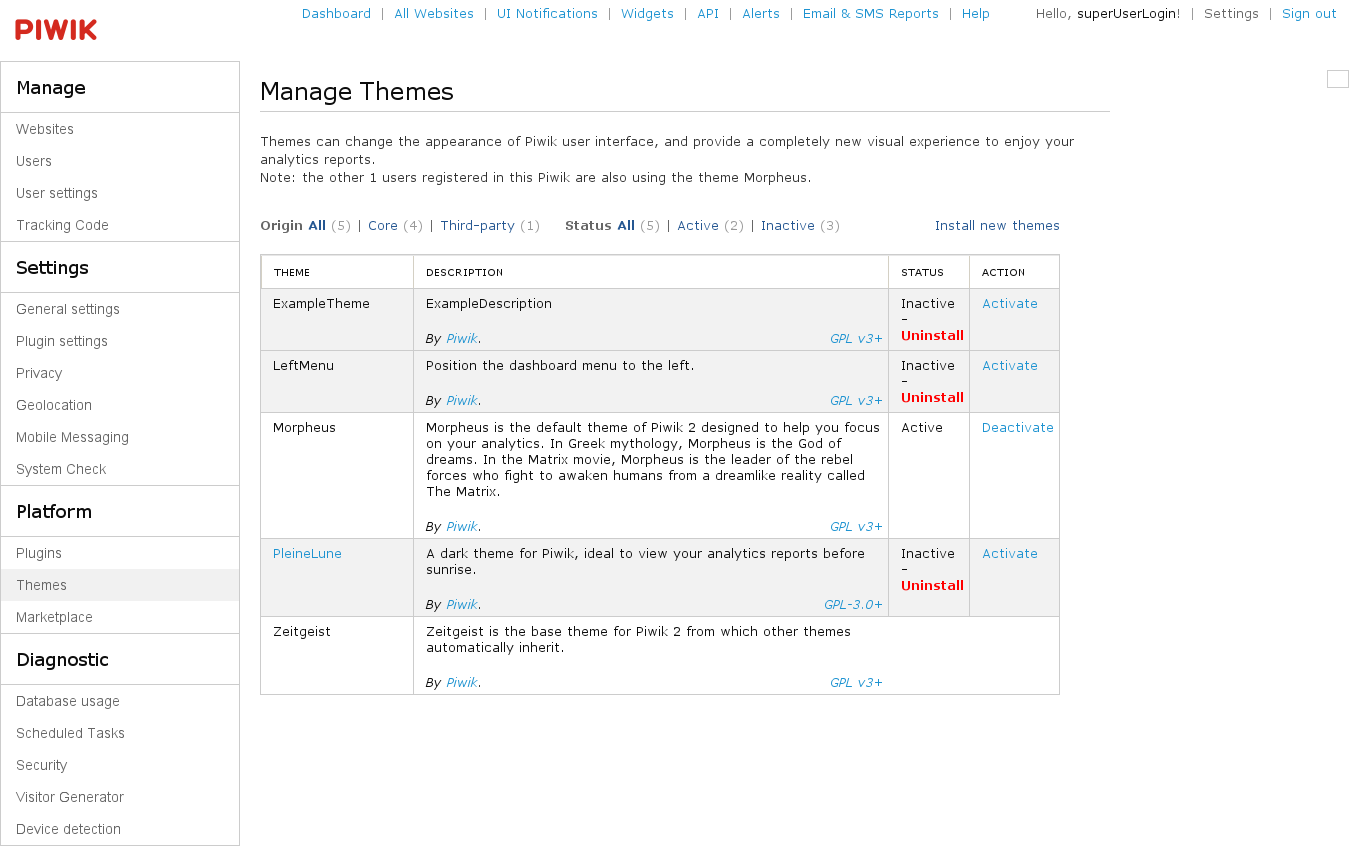 PIWIK
Dashboard | All Websites | UI Notifications | Widgets | API | Alerts | Email & SMS Reports | Help
Hello, superUserLogin! | Settings | Sign out
Manage
Websites
Users
User settings
Tracking Code
Settings
General settings
Plugin settings
Privacy
Geolocation
Mobile Messaging
System Check
Platform
Plugins
Themes
Marketplace
Diagnostic
Database usage
Scheduled Tasks
Security
Visitor Generator
Device detection
Manage Themes
Themes can change the appearance of Piwik user interface, and provide a completely new visual experience to enjoy your
analytics reports.
Note: the other 1 users registered in this Piwik are also using the theme Morpheus.
Origin All (5) | Core (4) | Third-party (1) Status All (5) | Active (2) | Inactive (3) Install new themes
THEME DESCRIPTION STATUS ACTION
ExampleTheme ExampleDescription Inactive Activate
-
Uninstall
By Piwik. GPL v3+
LeftMenu Position the dashboard menu to the left. Inactive Activate
-
Uninstall
By Piwik. GPL v3+
Morpheus Morpheus is the default theme of Piwik 2 designed to help you focus Active Deactivate
on your analytics. In Greek mythology, Morpheus is the God of
dreams. In the Matrix movie, Morpheus is the leader of the rebel
forces who fight to awaken humans from a dreamlike reality called
The Matrix.
By Piwik. GPL v3+
PleineLune A dark theme for Piwik, ideal to view your analytics reports before Inactive Activate
sunrise. -
Uninstall
By Piwik. GPL-3.0+
Zeitgeist Zeitgeist is the base theme for Piwik 2 from which other themes
automatically inherit.
By Piwik. GPL v3+